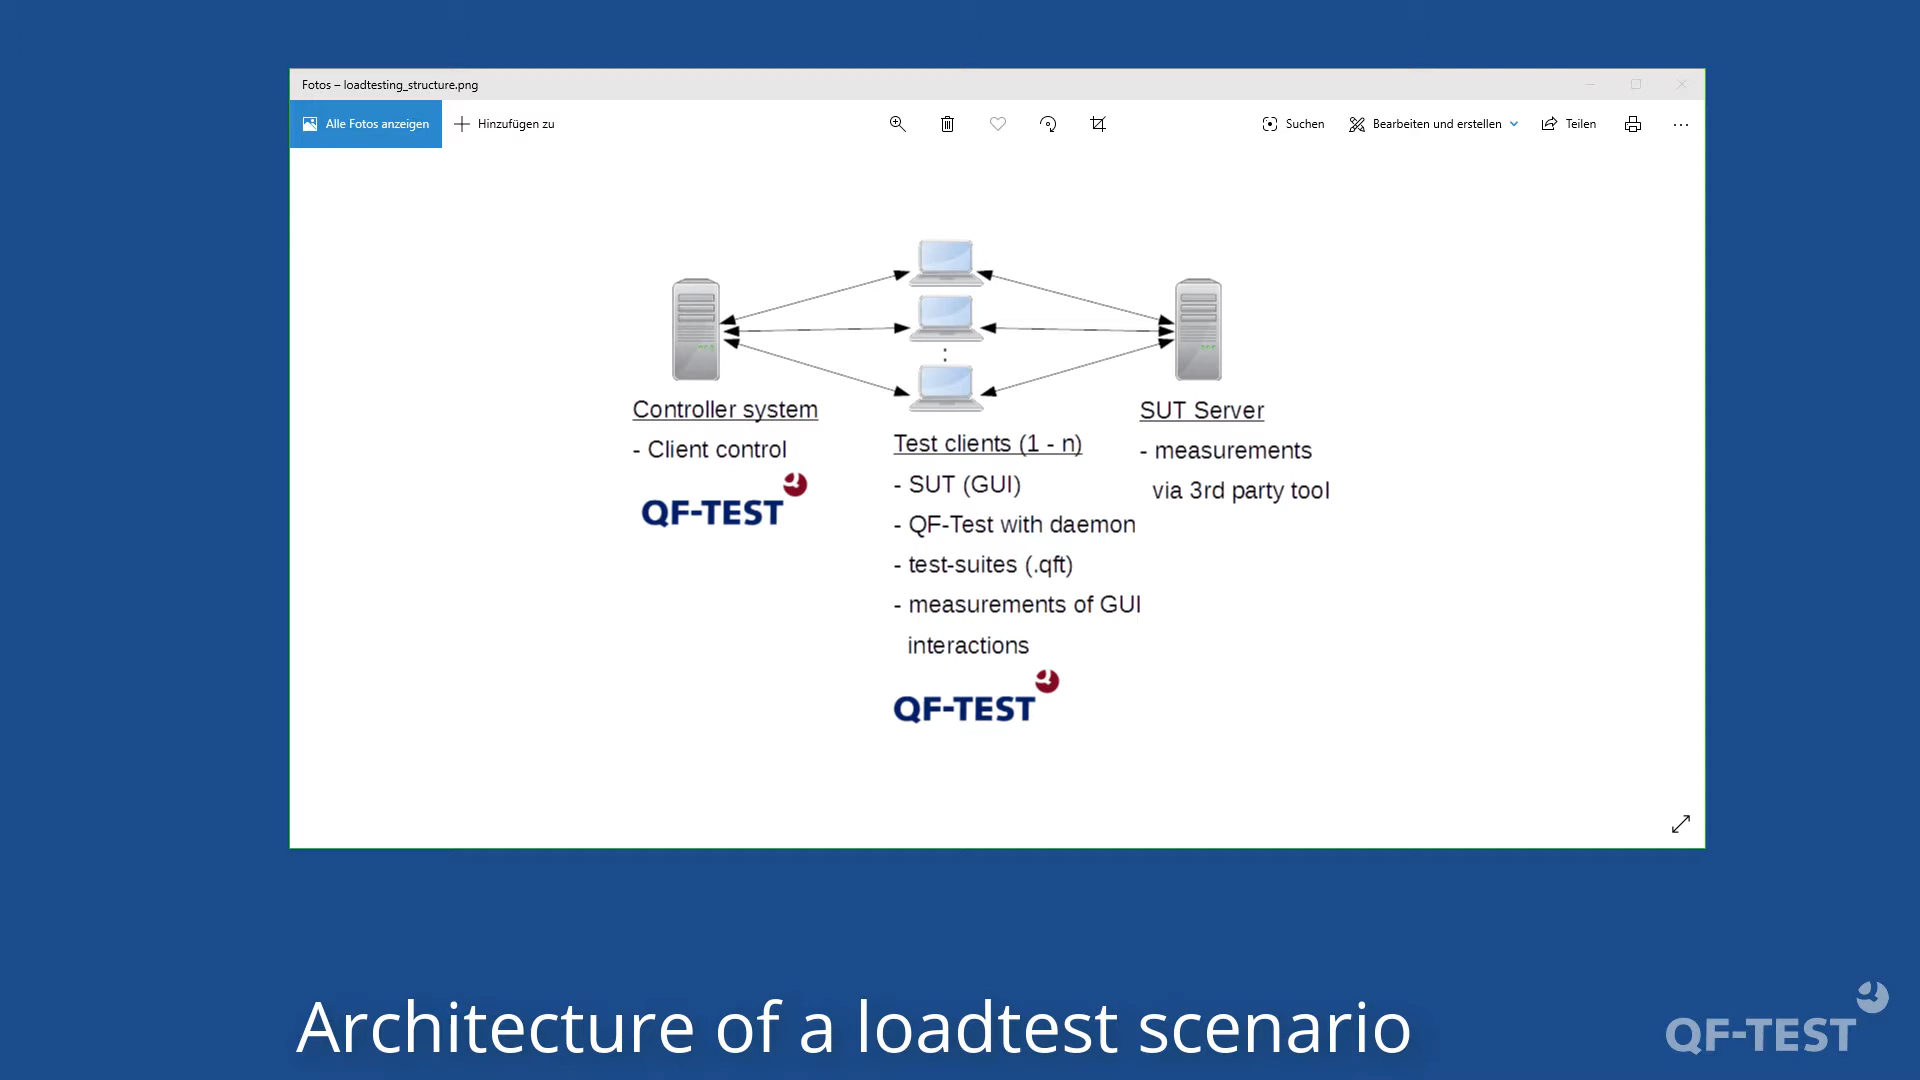 Fotos – loadtesting_structure.png
Alle Fotos anzeigen
Hinzufügen zu
Suchen
Bearbeiten und erstellen
Teilen
Controller system
- Client control
QF-TEST
Test clients (1 - n)
- SUT (GUI)
- QF-Test with daemon
- test-suites (.qft)
- measurements of GUI
interactions
QF-TEST
SUT Server
- measurements
via 3rd party tool
Architecture of a loadtest scenario
QF-TEST